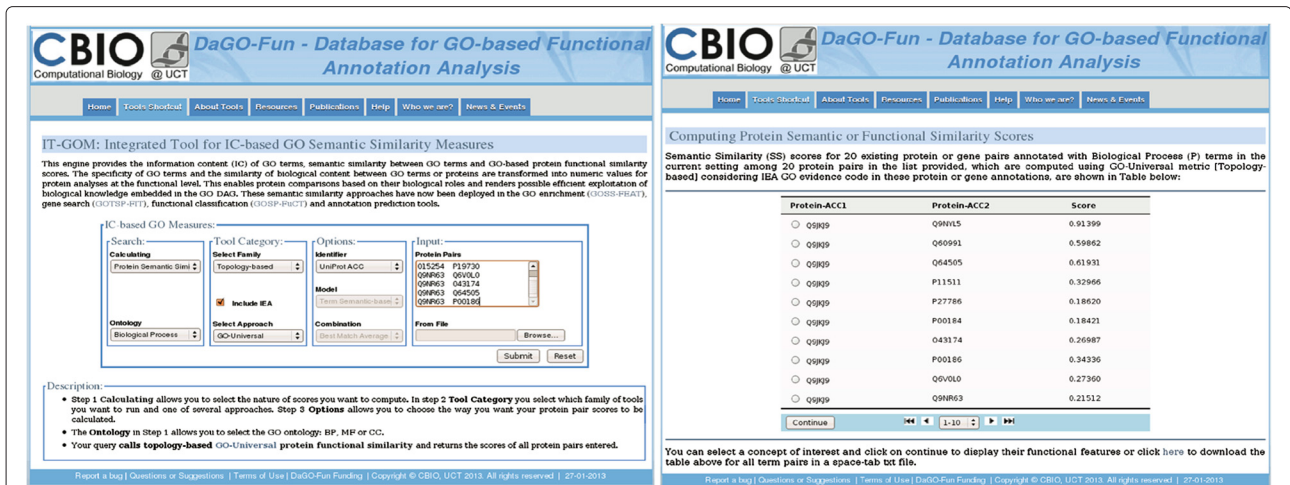 CBIO
Computational Biology @ UCT
DaGO-Fun - Database for GO-based Functional
Annotation Analysis
Home Tools Shortcut About Tools Resources Publications Help Who we are? News & Events
IT-GOM: Integrated Tool for IC-based GO Semantic Similarity Measures
This engine provides the information content (IC) of GO terms, semantic similarity between GO terms and GO-based protein functional similarity
scores. The specificity of GO terms and the similarity of biological content between GO terms or proteins are transformed into numeric values for
protein analyses at the functional level. This enables protein comparisons based on their biological roles and renders possible efficient exploitation of
biological knowledge embedded in the GO DAG. These semantic similarity approaches have now been deployed in the GO enrichment (GOSS-FEAT),
gene search (GOTSP-FIT), functional classification (GOSP-FuCT) and annotation prediction tools.
IC-based GO Measures:
Search:
Calculating
Protein Semantic Simi
Ontology
Biological Process
Tool Category:
Select Family
Topology-based
Include IEA
Select Approach
GO-Universal
Options:
Identifier
UniProt ACC
Model
Term Semantic-base
Combination
Best Match Average
Input:
Protein Pairs
O15254 P19730
Q9NR63 Q6V0L0
Q9NR63 O43174
Q9NR63 Q64505
Q9NR63 P00186
From File
Browse...
Submit Reset
Description:
• Step 1 Calculating allows you to select the nature of scores you want to compute. In step 2 Tool Category you select which family of tools
you want to run and one of several approaches. Step 3 Options allows you to choose the way you want your protein pair scores to be
calculated.
• The Ontology in Step 1 allows you to select the GO ontology: BP, MF or CC.
• Your query calls topology-based GO-Universal protein functional similarity and returns the scores of all protein pairs entered.
Report a bug | Questions or Suggestions | Terms of Use | DaGO-Fun Funding | Copyright © CBIO, UCT 2013. All rights reserved | 27-01-2013
CBIO
Computational Biology @ UCT
DaGO-Fun - Database for GO-based Functional
Annotation Analysis
Home Tools Shortcut About Tools Resources Publications Help Who we are? News & Events
Computing Protein Semantic or Functional Similarity Scores
Semantic Similarity (SS) scores for 20 existing protein or gene pairs annotated with Biological Process (P) terms in the
current setting among 20 protein pairs in the list provided, which are computed using GO-Universal metric [Topology-
based] considering IEA GO evidence code in these protein or gene annotations, are shown in Table below:
Protein-ACC1 Protein-ACC2 Score
Q9JKJ9 Q9NYL5 0.91399
Q9JKJ9 Q60991 0.59862
Q9JKJ9 Q64505 0.61931
Q9JKJ9 P11511 0.32966
Q9JKJ9 P27786 0.18620
Q9JKJ9 P00184 0.18421
Q9JKJ9 O43174 0.26987
Q9JKJ9 P00186 0.34336
Q9JKJ9 Q6V0L0 0.27360
Q9JKJ9 Q9NR63 0.21512
Continue 1-10
You can select a concept of interest and click on continue to display their functional features or click here to download the
table above for all term pairs in a space-tab txt file.
Report a bug | Questions or Suggestions | Terms of Use | DaGO-Fun Funding | Copyright © CBIO, UCT 2013. All rights reserved | 27-01-2013